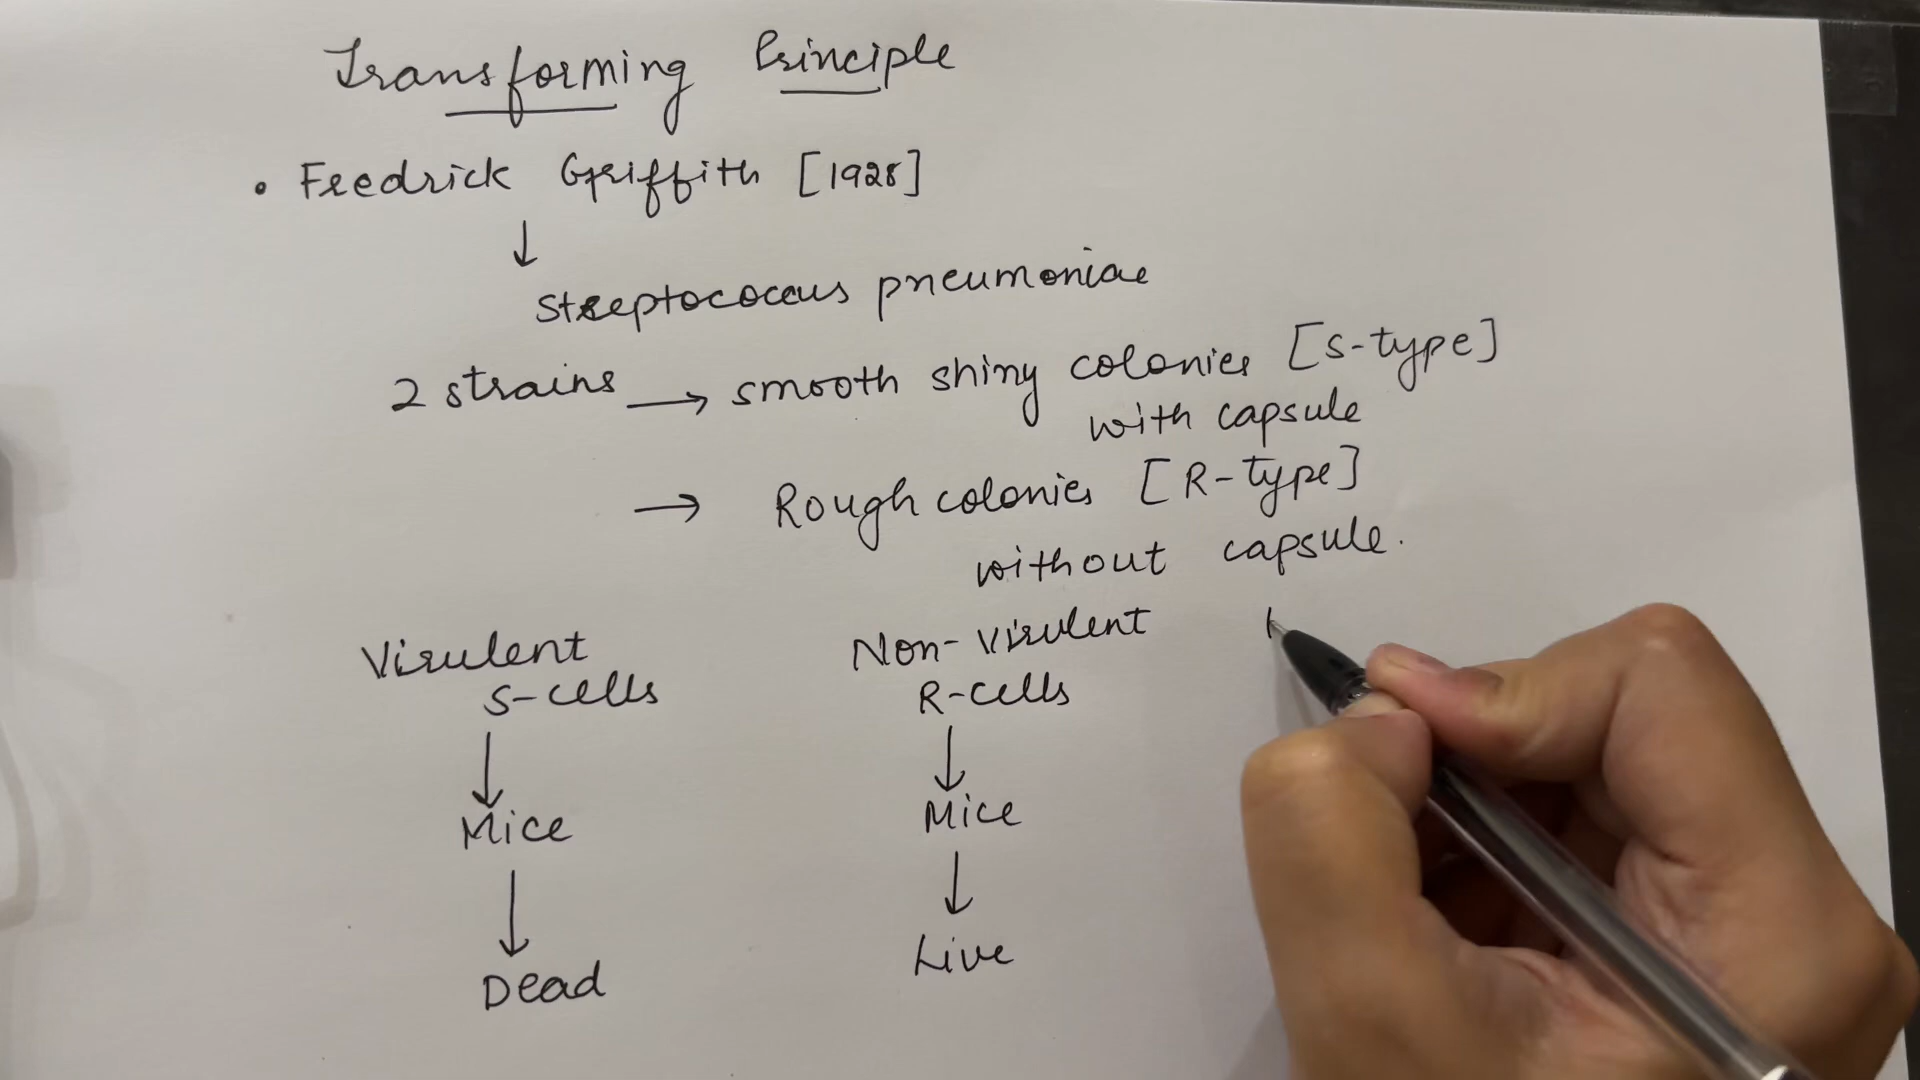 Transforming Principle
• Fredrick Griffith [1928]
↓
Streptococcus pneumoniae
2 strains → smooth shiny colonies [S-type]
with capsule
→ Rough colonies [R-type]
without capsule.
Virulent Non-Virulent
S-cells R-cells
↓ ↓
Mice Mice
↓ ↓
Dead Live